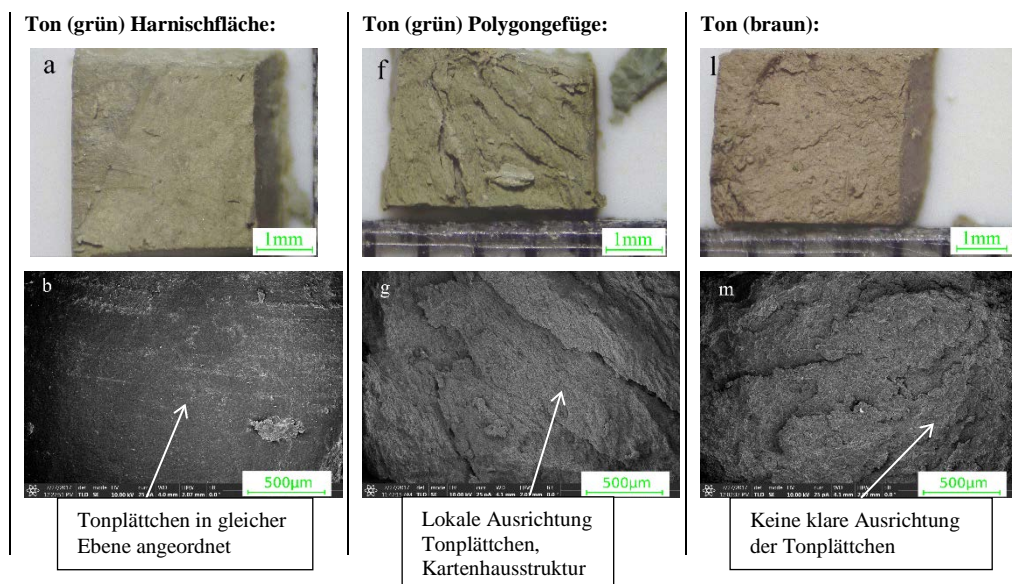 Ton (grün) Harnischfläche:
a
1mm
b
500µm
Tonplättchen in gleicher
Ebene angeordnet
Ton (grün) Polygongefüge:
f
1mm
g
500µm
Lokale Ausrichtung
Tonplättchen,
Kartenhausstruktur
Ton (braun):
l
1mm
m
500µm
Keine klare Ausrichtung
der Tonplättchen